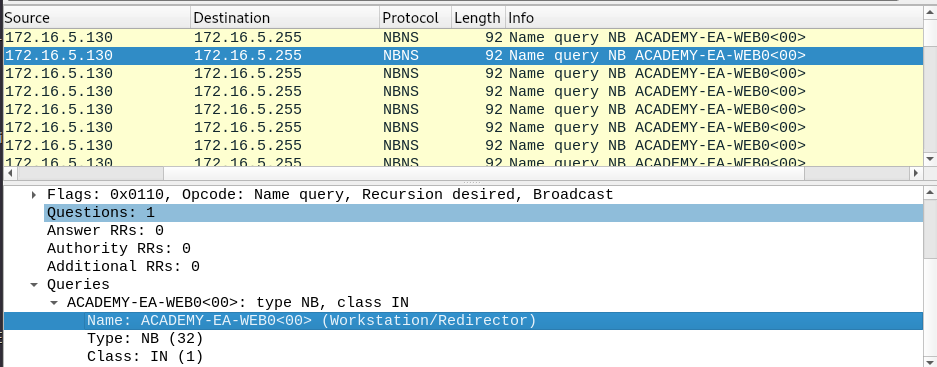 Source Destination Protocol Length Info
172.16.5.130 172.16.5.255 NBNS 92 Name query NB ACADEMY-EA-WEB0<00>
172.16.5.130 172.16.5.255 NBNS 92 Name query NB ACADEMY-EA-WEB0<00>
172.16.5.130 172.16.5.255 NBNS 92 Name query NB ACADEMY-EA-WEB0<00>
172.16.5.130 172.16.5.255 NBNS 92 Name query NB ACADEMY-EA-WEB0<00>
172.16.5.130 172.16.5.255 NBNS 92 Name query NB ACADEMY-EA-WEB0<00>
172.16.5.130 172.16.5.255 NBNS 92 Name query NB ACADEMY-EA-WEB0<00>
172.16.5.130 172.16.5.255 NBNS 92 Name query NB ACADEMY-EA-WEB0<00>
172.16.5.130 172.16.5.255 NBNS 92 Name query NB ACADEMY-EA-WEB0<00>
Flags: 0x0110, Opcode: Name query, Recursion desired, Broadcast
Questions: 1
Answer RRs: 0
Authority RRs: 0
Additional RRs: 0
Queries
ACADEMY-EA-WEB0<00>: type NB, class IN
Name: ACADEMY-EA-WEB0<00> (Workstation/Redirector)
Type: NB (32)
Class: IN (1)